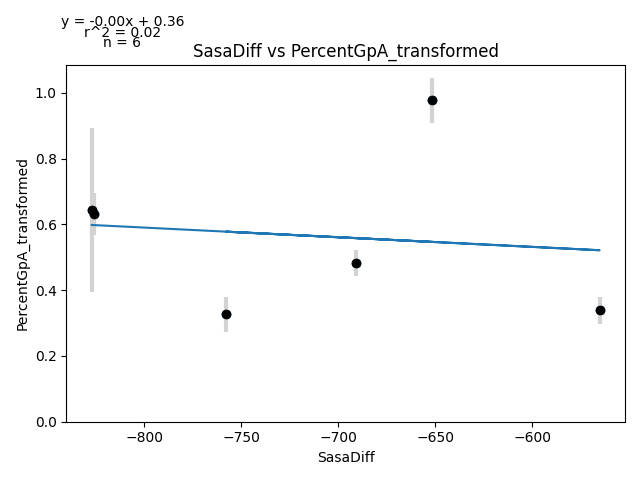 y = -0.00x + 0.36
r^2 = 0.02
n = 6
SasaDiff vs PercentGpA_transformed
1.0
0.8
0.6
0.4
0.2
0.0
PercentGpA_transformed
−800
−750
−700
−650
−600
SasaDiff